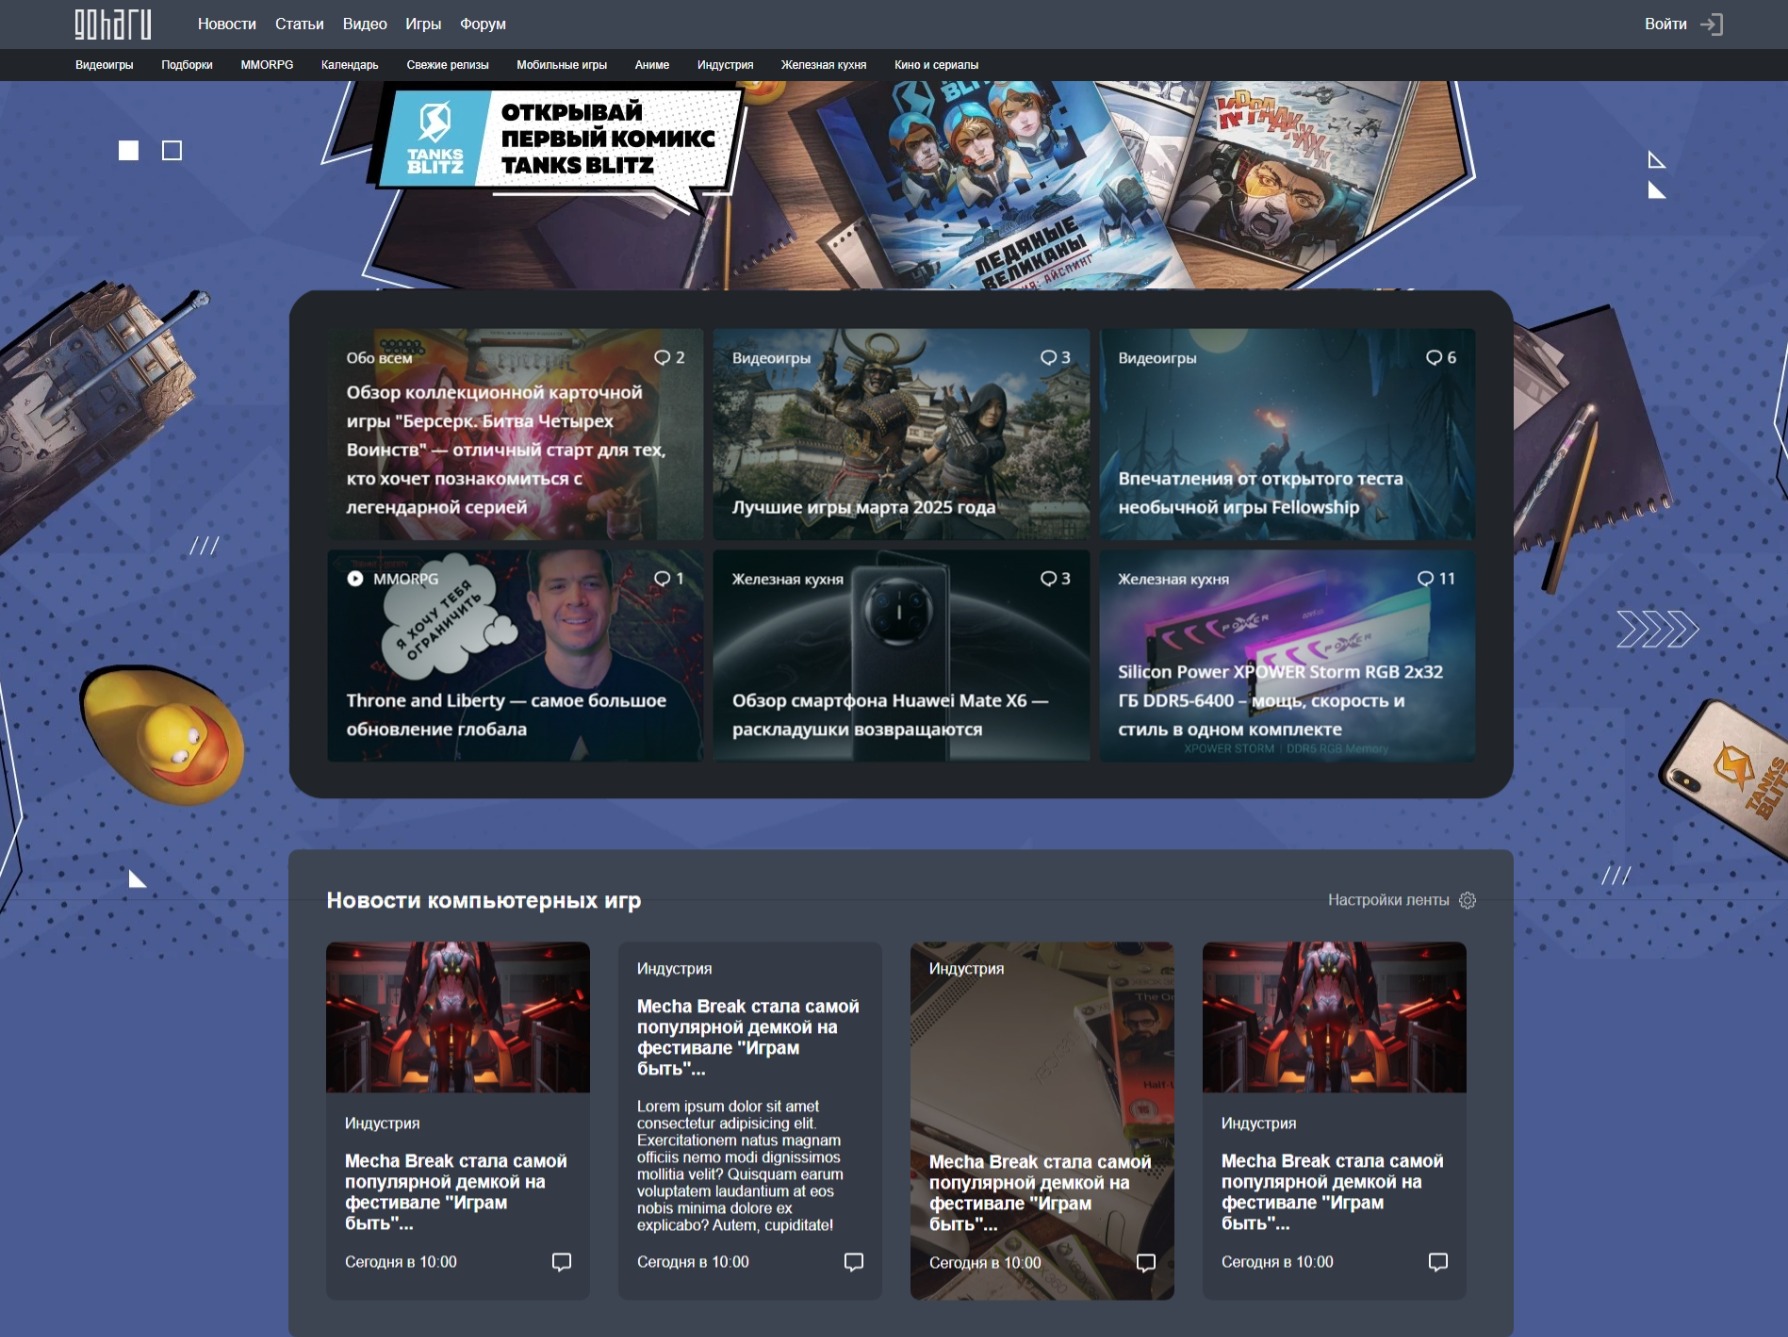 goharu
Новости Статьи Видео Игры Форум
Войти
Видеоигры Подборки MMORPG Календарь Свежие релизы Мобильные игры Аниме Индустрия Железная кухня Кино и сериалы
TANKS
BLITZ
ОТКРЫВАЙ
ПЕРВЫЙ КОМИКС
TANKS BLITZ
ЛЕДЯНЫЕ
ВЕЛИКАНЫ
АЙСПИНГ
Обо всем 2
Обзор коллекционной карточной
игры "Берсерк. Битва Четырех
Воинств" — отличный старт для тех,
кто хочет познакомиться с
легендарной серией
Видеоигры 3
Лучшие игры марта 2025 года
Видеоигры 6
Впечатления от открытого теста
необычной игры Fellowship
MMORPG 1
Я ХОЧУ ТЕБЯ
ОГРАНИЧИТЬ
Throne and Liberty — самое большое
обновление глобала
Железная кухня 3
Обзор смартфона Huawei Mate X6 —
раскладушки возвращаются
Железная кухня 11
XPOWER
XPOWER
Silicon Power XPOWER Storm RGB 2x32
ГБ DDR5-6400 – мощь, скорость и
стиль в одном комплекте
XPOWER STORM | DDR5 RGB Memory
TANKS
BLITZ
Новости компьютерных игр
Настройки ленты
Индустрия
Mecha Break стала самой
популярной демкой на
фестивале "Играм
быть"...
Сегодня в 10:00
Индустрия
Mecha Break стала самой
популярной демкой на
фестивале "Играм
быть"...
Lorem ipsum dolor sit amet
consectetur adipisicing elit.
Exercitationem natus magnam
officiis nemo modi dignissimos
mollitia velit? Quisquam earum
voluptatem laudantium at eos
nobis minima dolore ex
explicabo? Autem, cupiditate!
Сегодня в 10:00
Индустрия
Mecha Break стала самой
популярной демкой на
фестивале "Играм
быть"...
Сегодня в 10:00
Индустрия
Mecha Break стала самой
популярной демкой на
фестивале "Играм
быть"...
Сегодня в 10:00